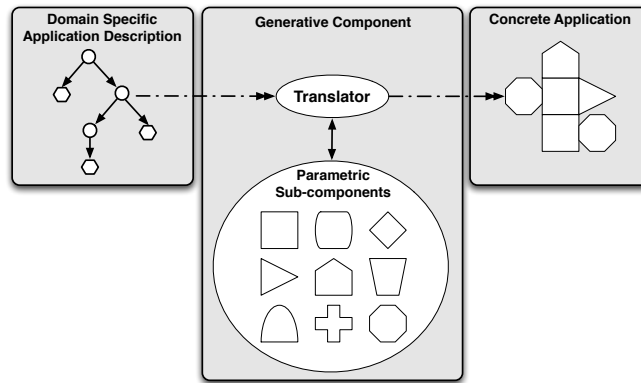 Domain Specific
Application Description
Generative Component
Concrete Application
Translator
Parametric
Sub-components